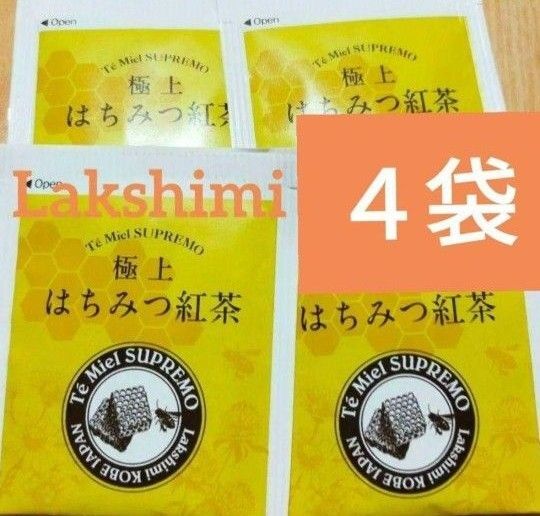 Open
Té Miel SUPREMO
極上
はちみつ紅茶
Open
Té Miel SUPREMO
極上
はちみつ紅茶
Lakshimi
4袋
Open
Té Miel SUPREMO
極上
はちみつ紅茶
Té Miel SUPREMO
Lakshimi KOBE JAPAN
はちみつ紅茶
Té Miel SUPREMO
Lakshimi KOBE JAPAN